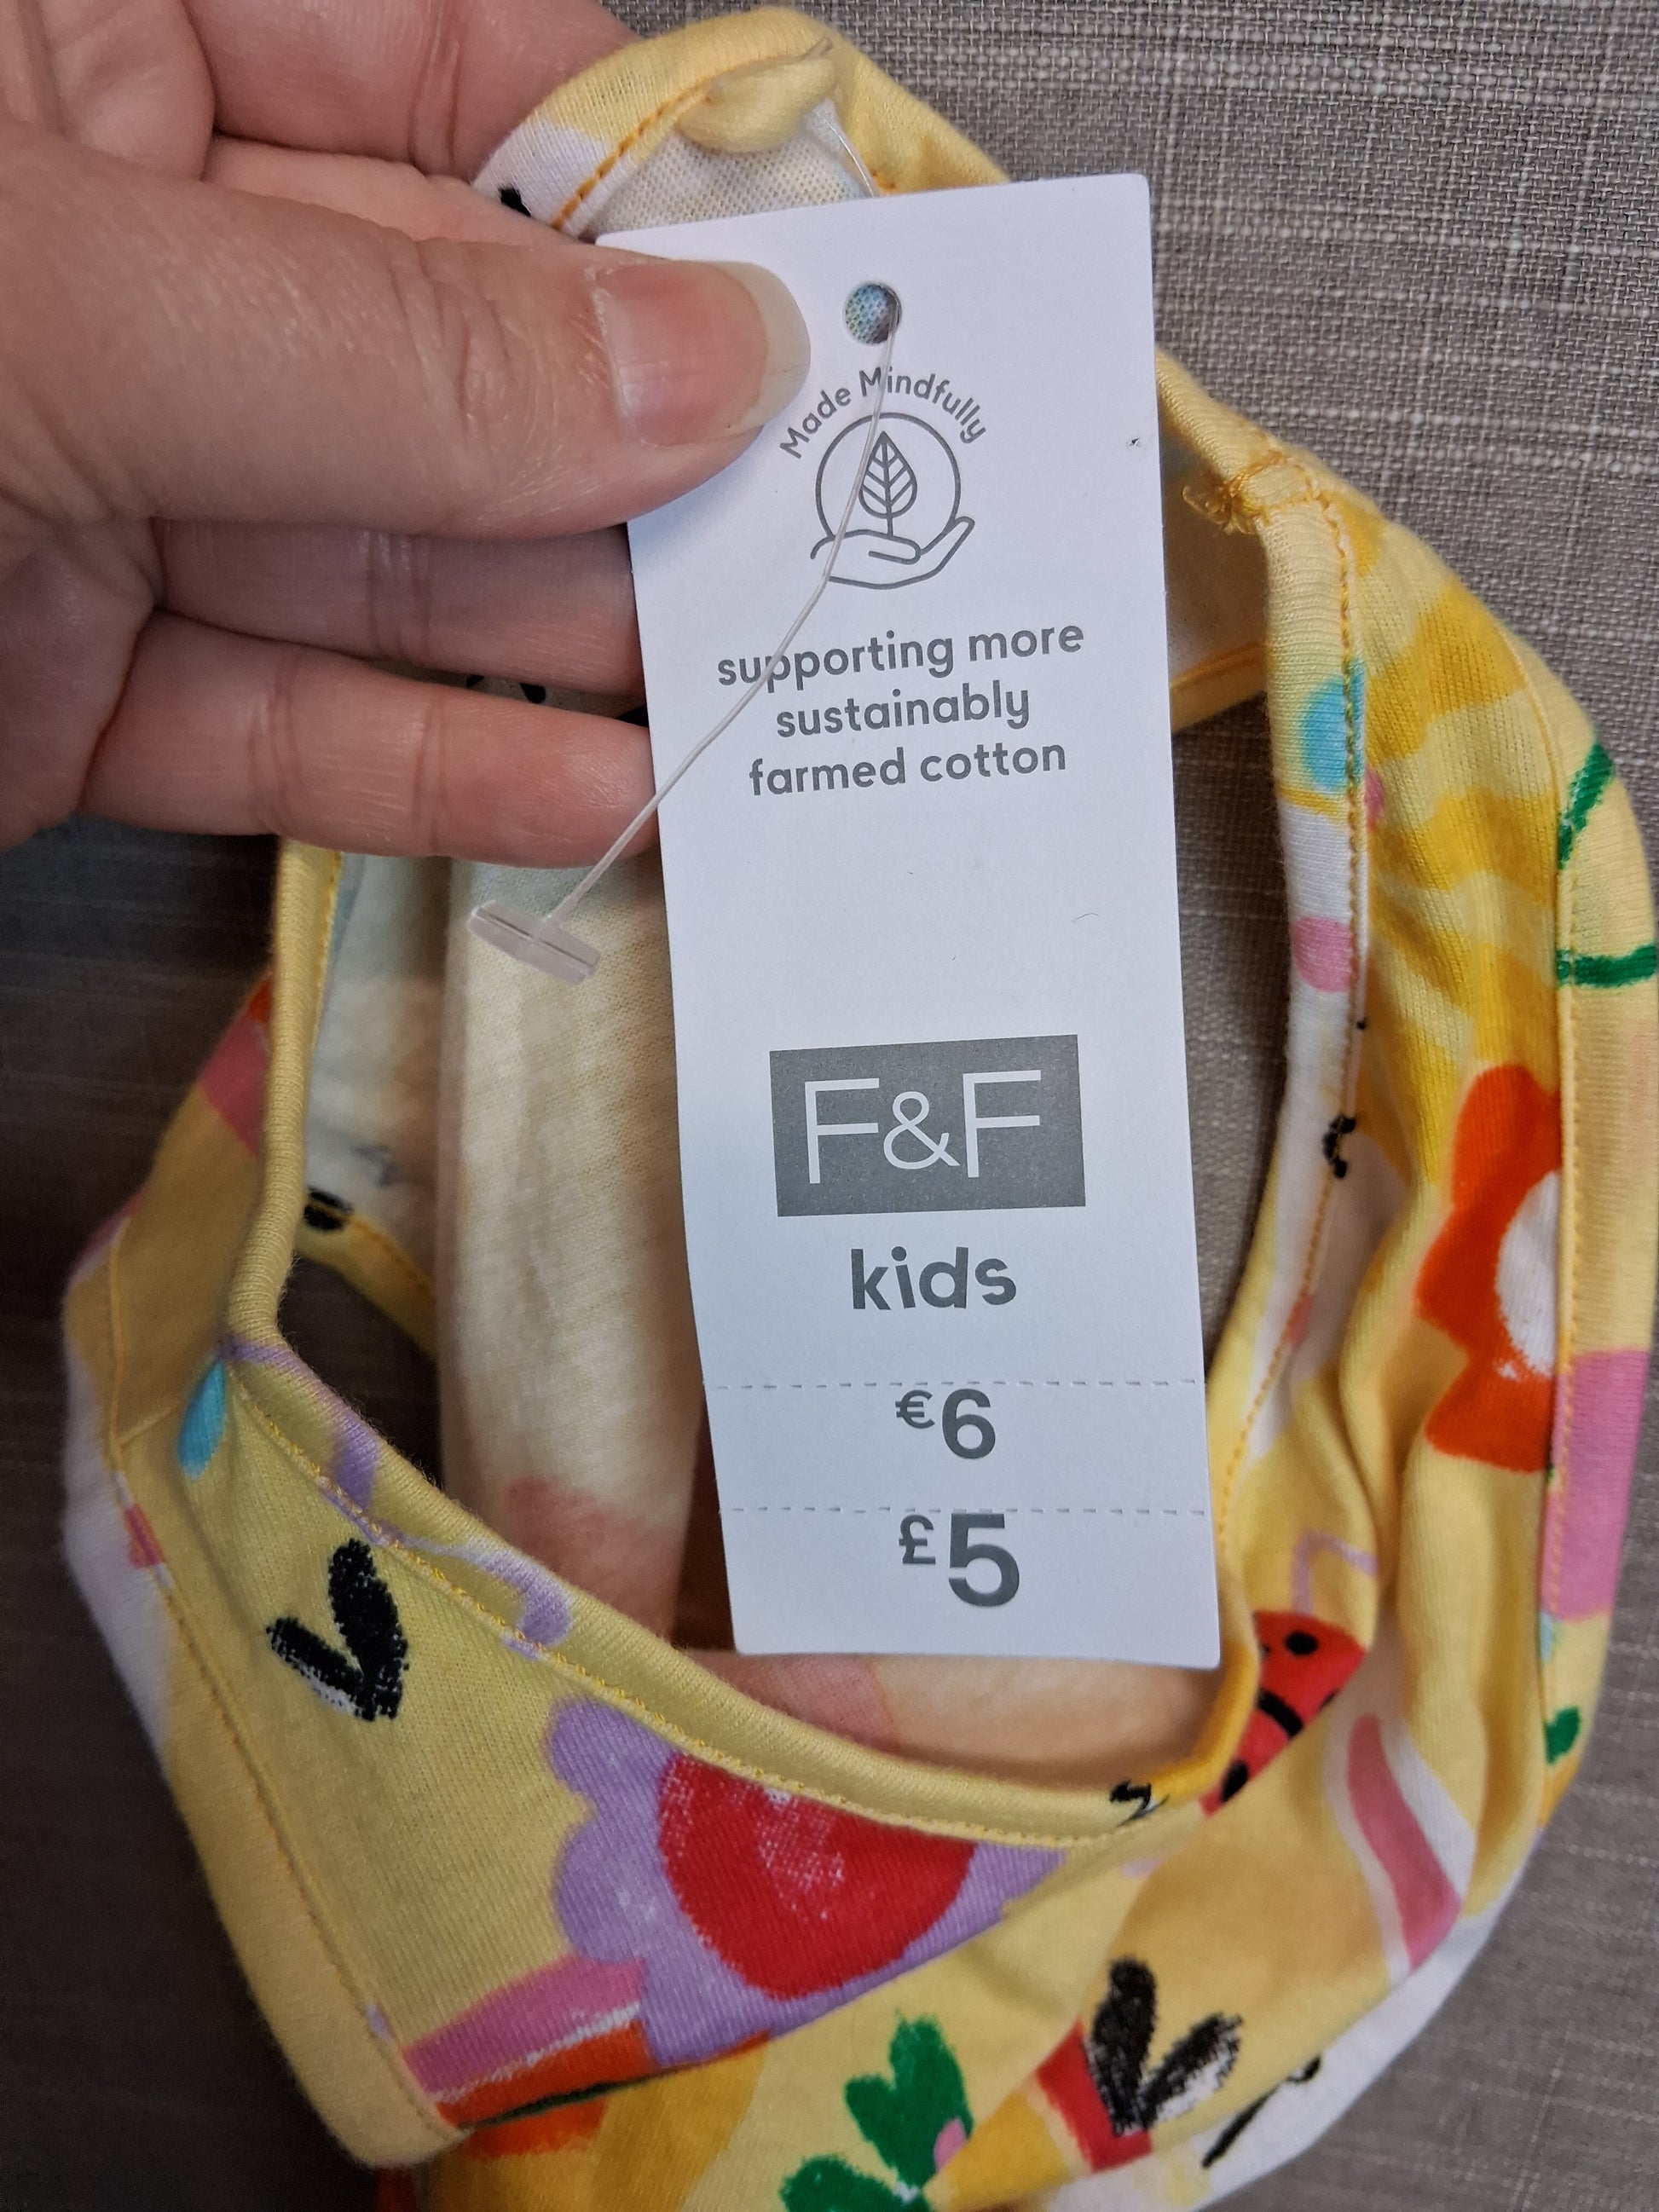 Made Mindfully
supporting more
sustainably
farmed cotton
F&F
kids
€6
£5